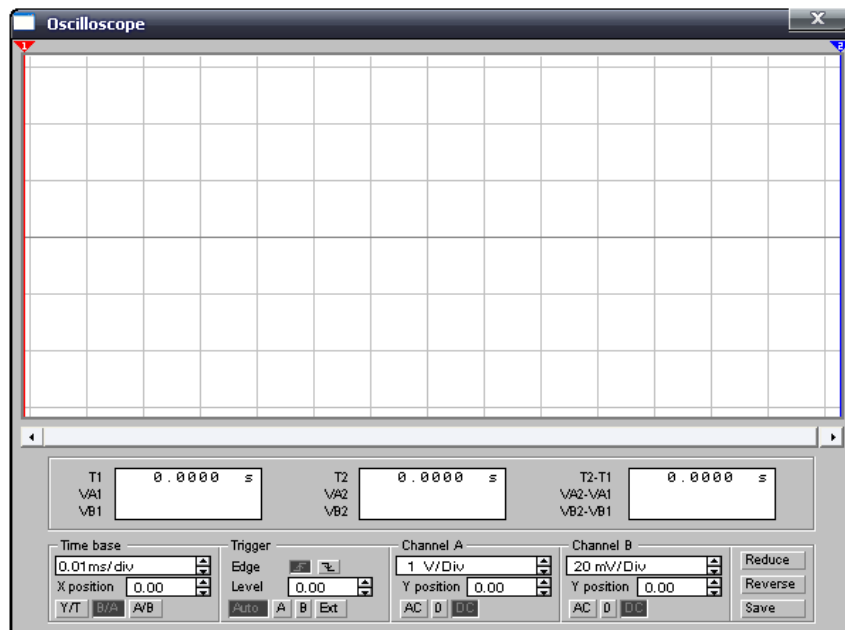 Oscilloscope X
1 2
T1 0.0000 s T2 0.0000 s T2-T1 0.0000 s
VA1 VA2 VA2-VA1
VB1 VB2 VB2-VB1
Time base Trigger Channel A Channel B
0.01ms/div Edge 1 V/Div 20 mV/Div Reduce
X position 0.00 Level 0.00 Y position 0.00 Y position 0.00 Reverse
Y/T B/A A/B Auto A B Ext AC 0 DC AC 0 DC Save